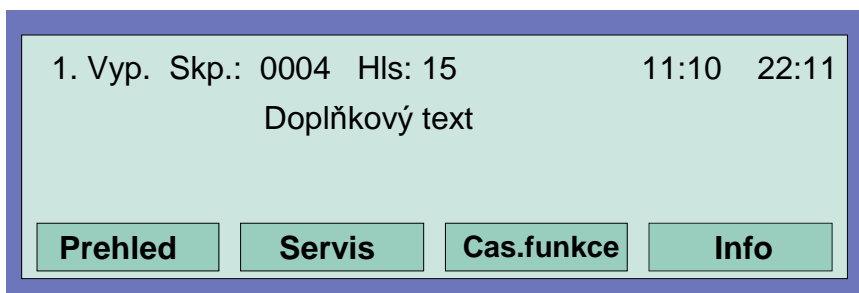 1. Vyp. Skp.: 0004 Hls: 15 11:10 22:11
Doplňkový text
Prehled Servis Cas.funkce Info